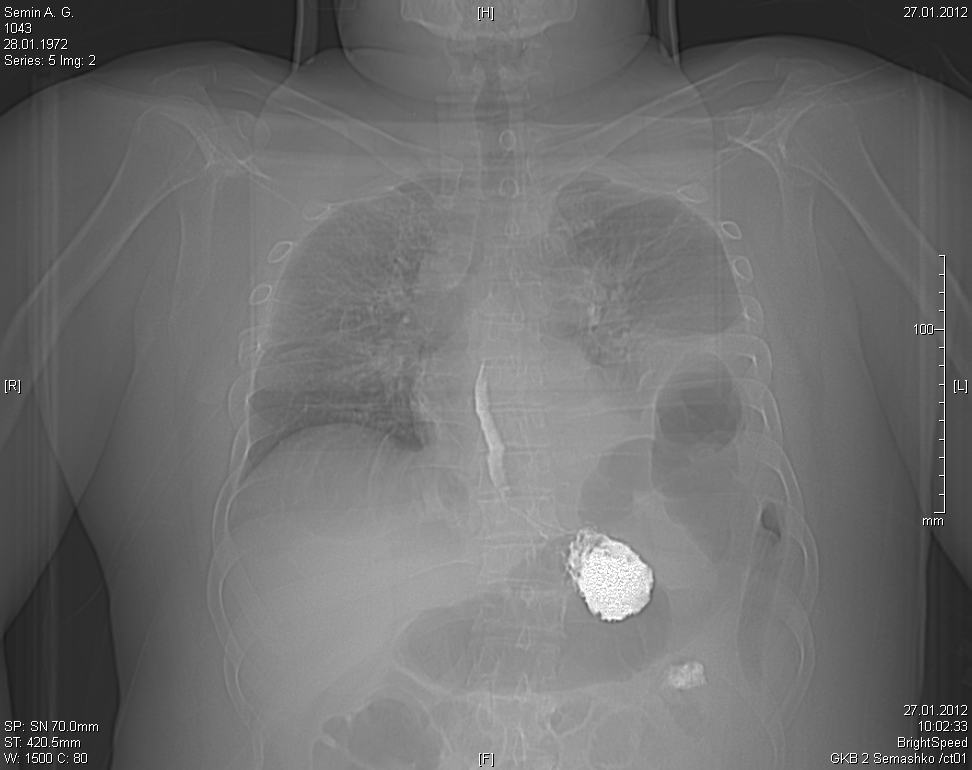 Semin A. G.
1043
28.01.1972
Series: 5 Img: 2
[H]
27.01.2012
[R]
100
[L]
mm
SP: SN 70.0mm
ST: 420.5mm
W: 1500 C: 80
[F]
27.01.2012
10:02:33
BrightSpeed
GKB 2 Semashko /ct01